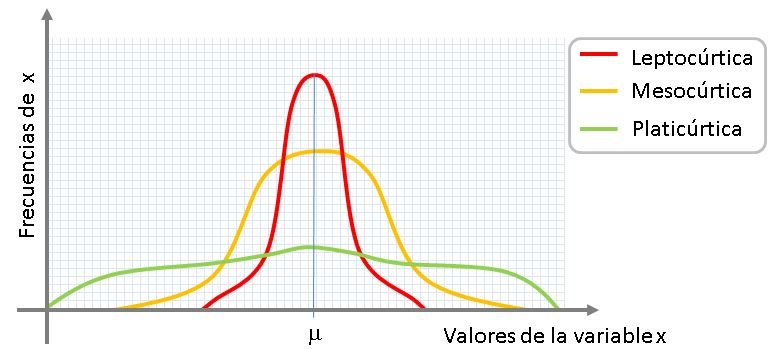 Frecuencias de x
Leptocúrtica
Mesocúrtica
Platicúrtica
μ
Valores de la variable x